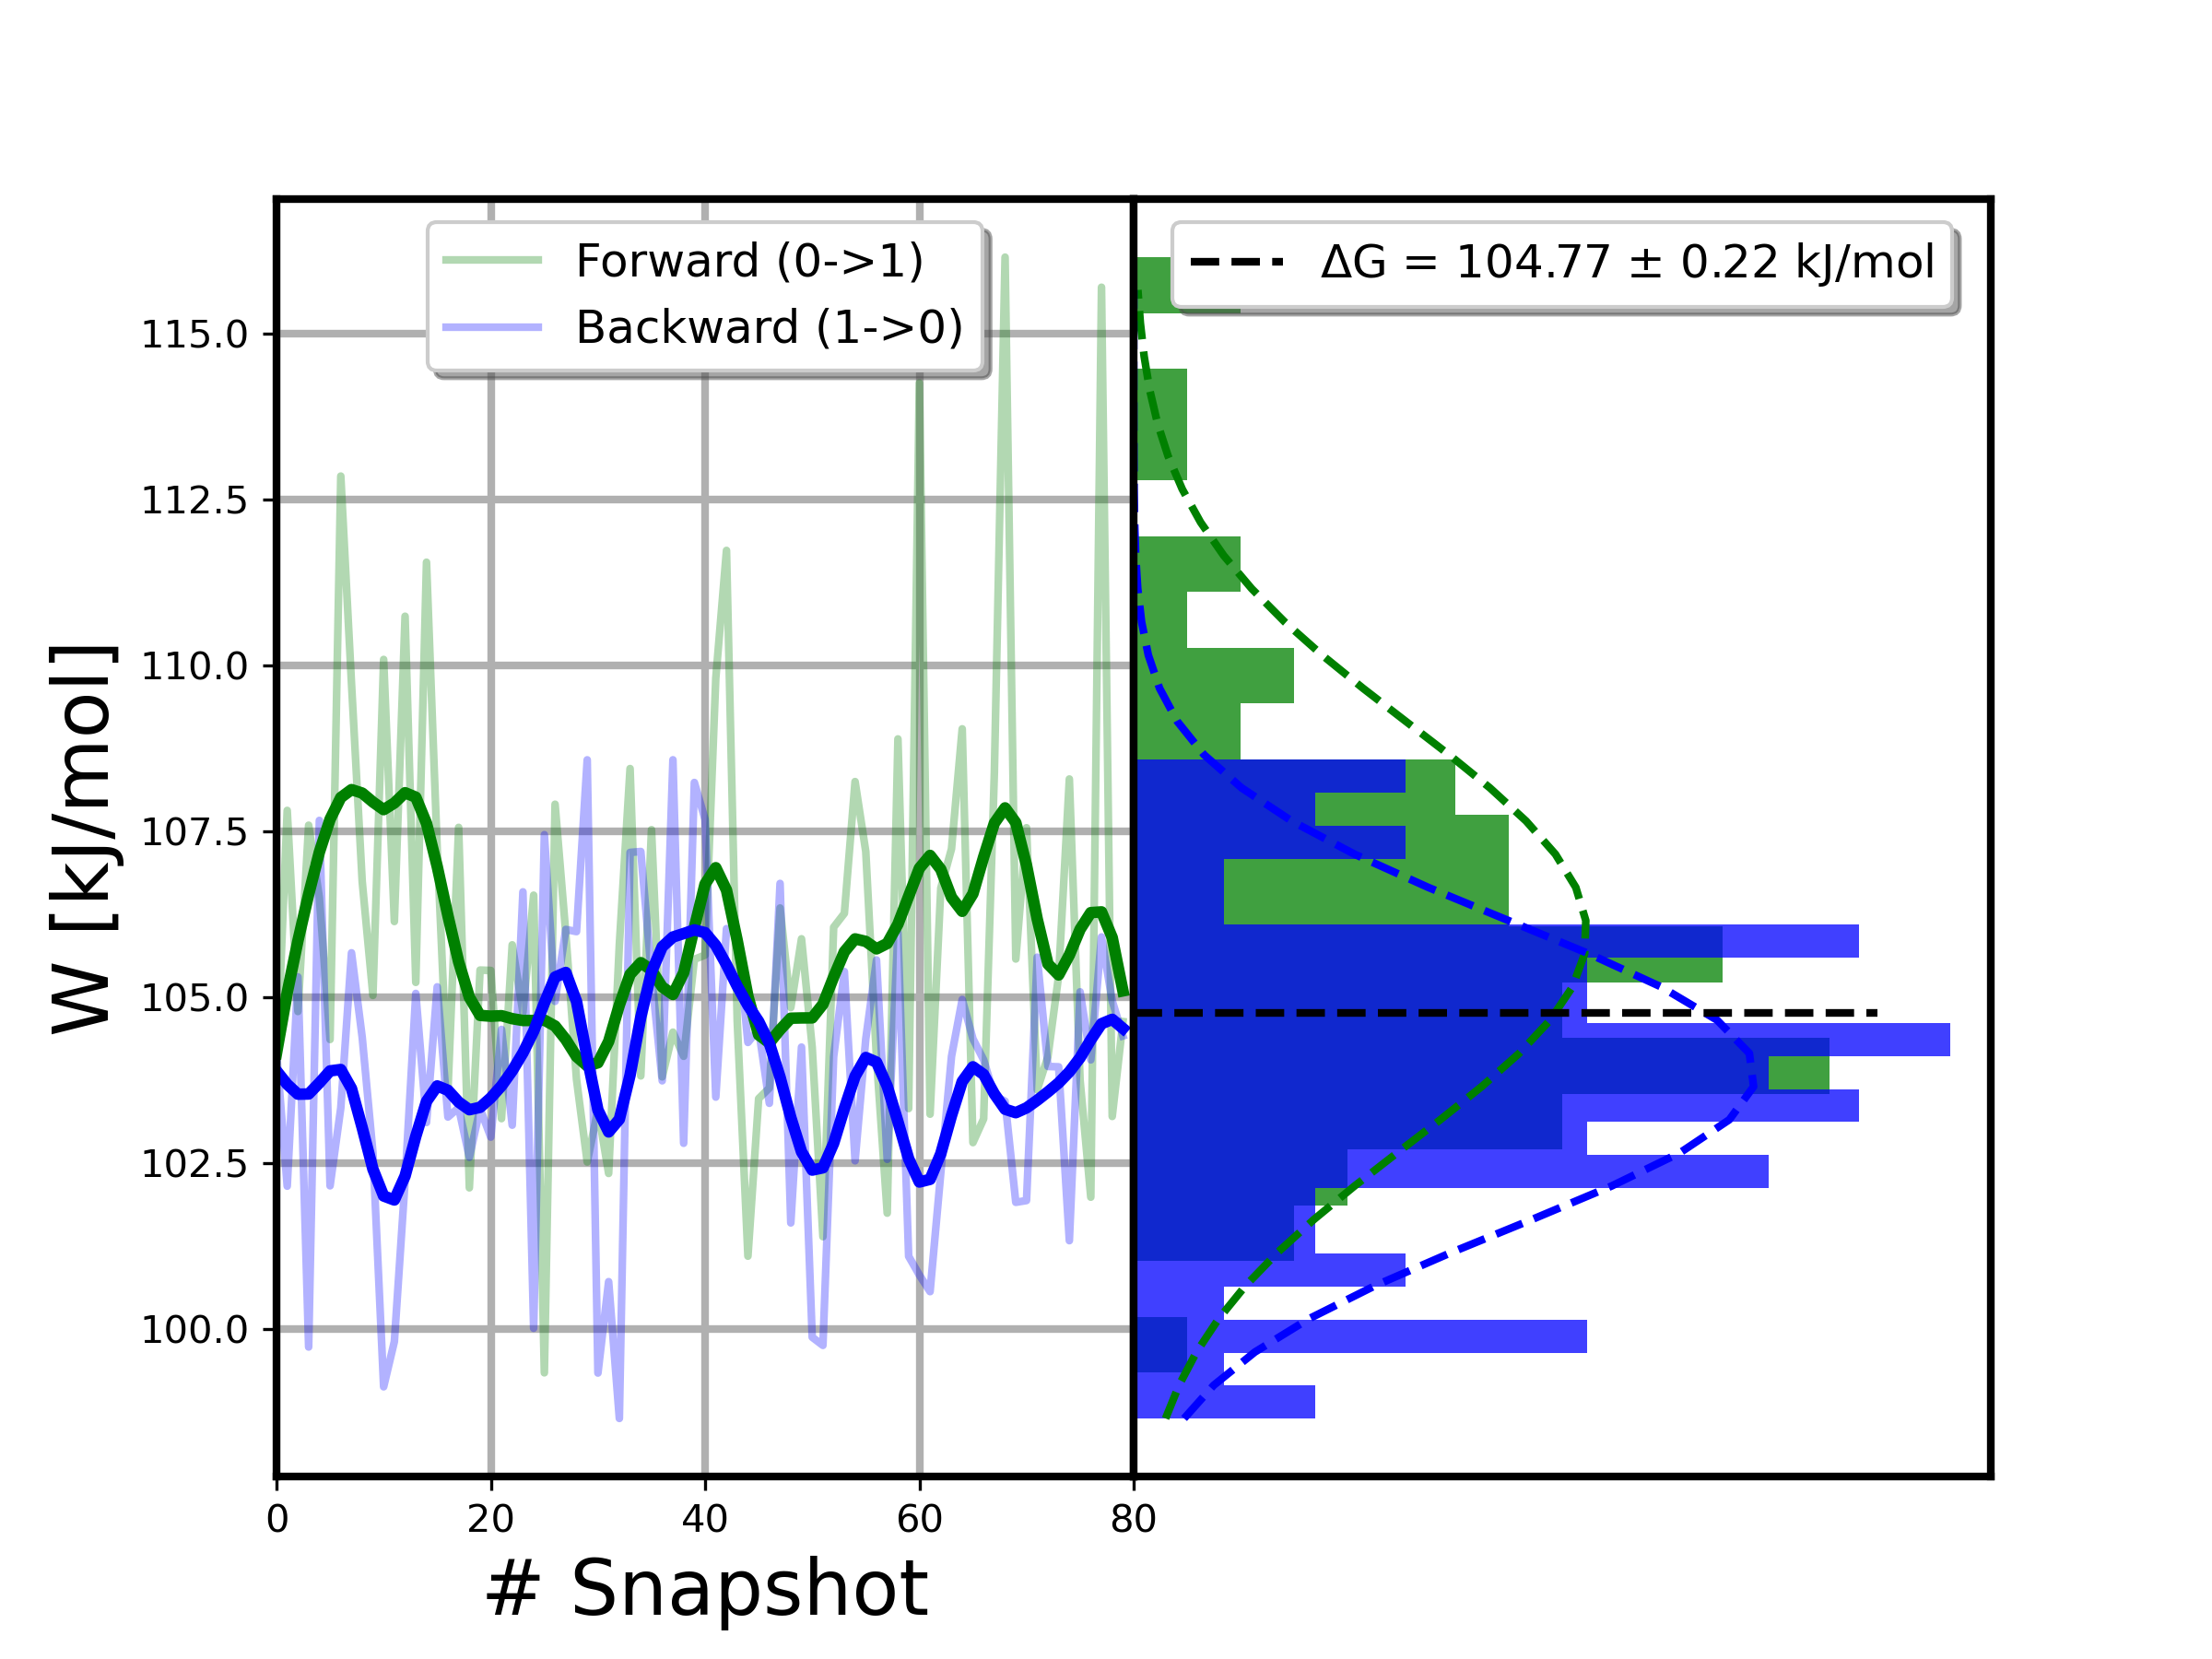 Forward (0->1)
Backward (1->0)
ΔG = 104.77 ± 0.22 kJ/mol
W [kJ/mol]
115.0
112.5
110.0
107.5
105.0
102.5
100.0
0 20 40 60 80
# Snapshot